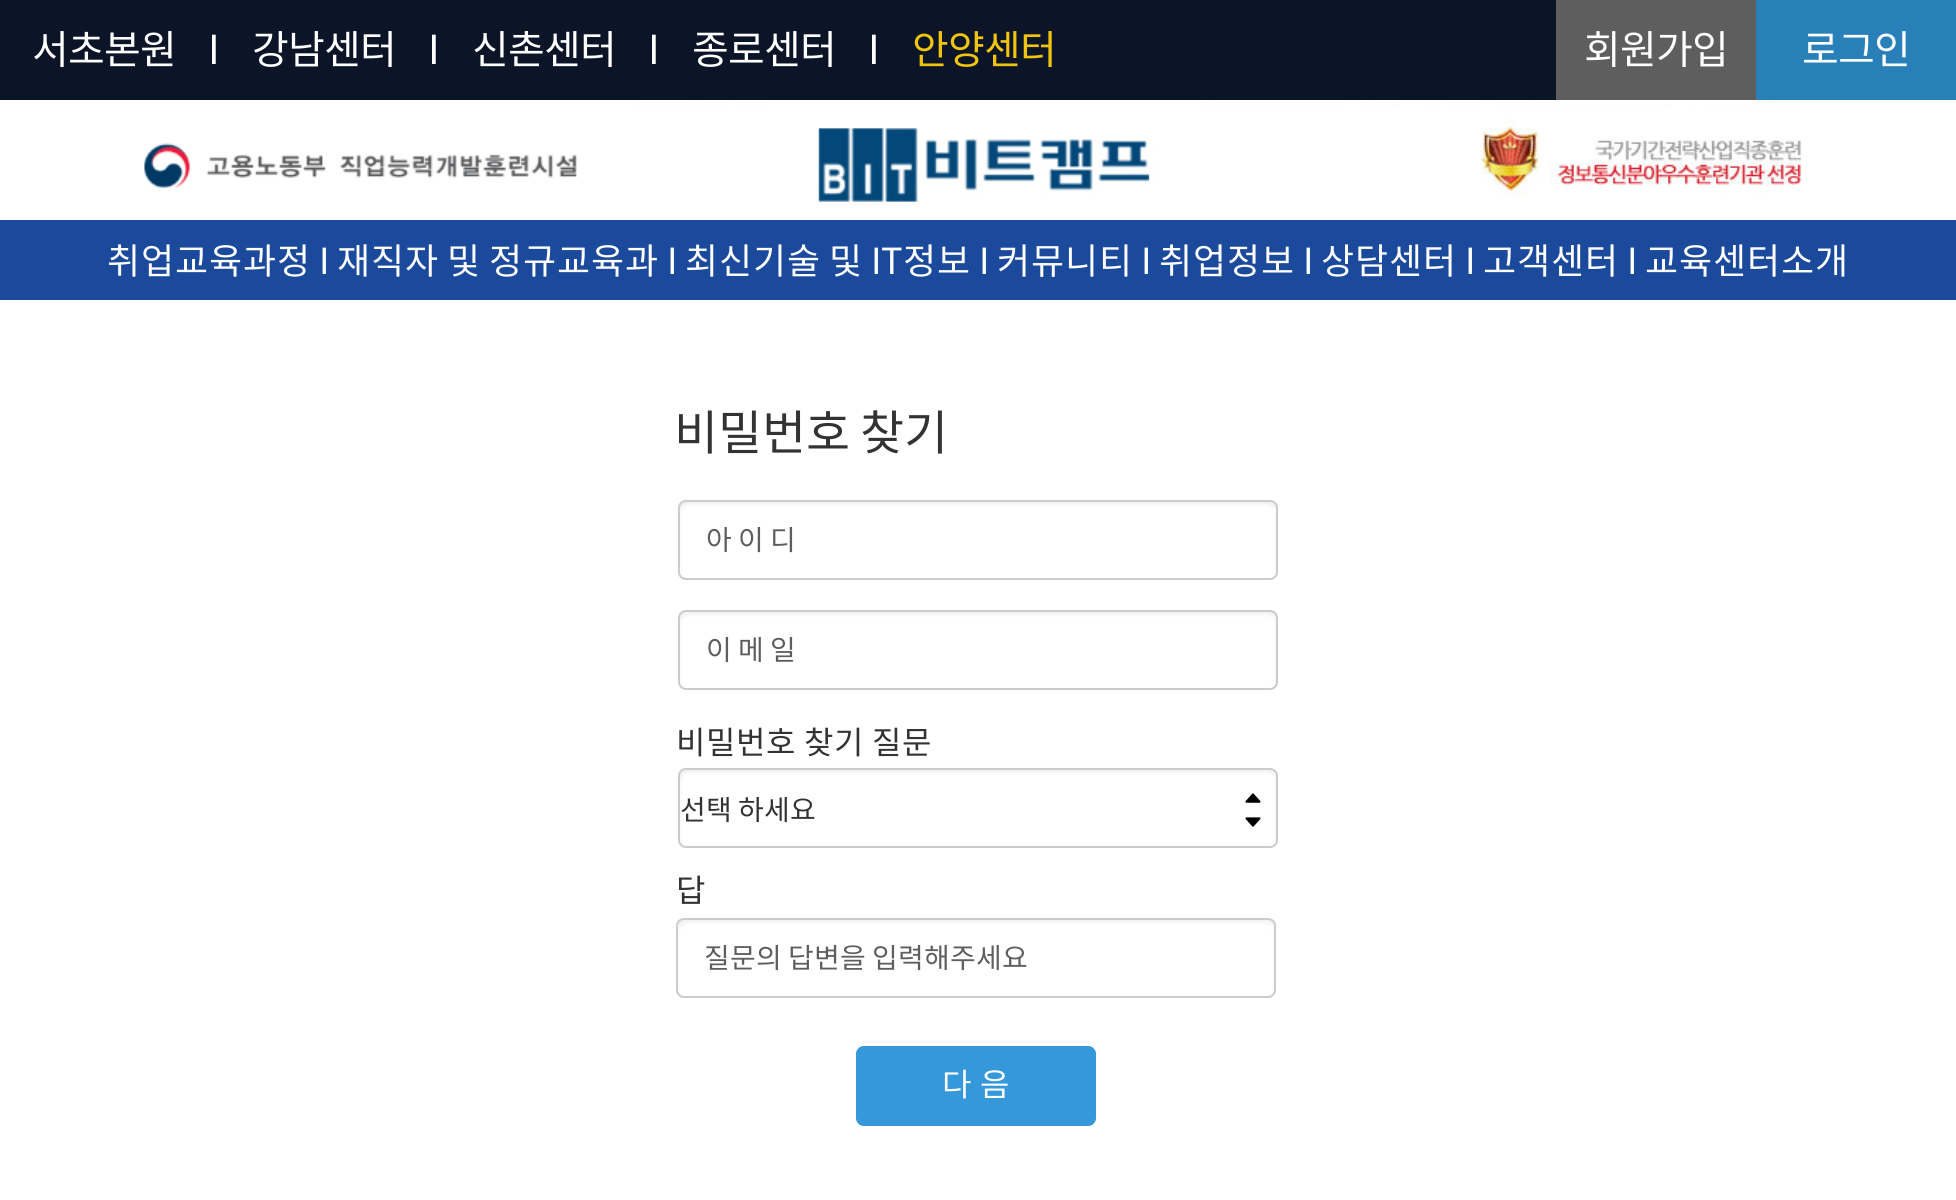 서초본원 I 강남센터 I 신촌센터 I 종로센터 I 안양센터 회원가입 로그인
고용노동부 직업능력개발훈련시설
BIT 비트캠프
국가기간전략산업직종훈련
정보통신분야우수훈련기관 선정
취업교육과정 I 재직자 및 정규교육과 I 최신기술 및 IT정보 I 커뮤니티 I 취업정보 I 상담센터 I 고객센터 I 교육센터소개
비밀번호 찾기
아 이 디
이 메 일
비밀번호 찾기 질문
선택 하세요
답
질문의 답변을 입력해주세요
다 음